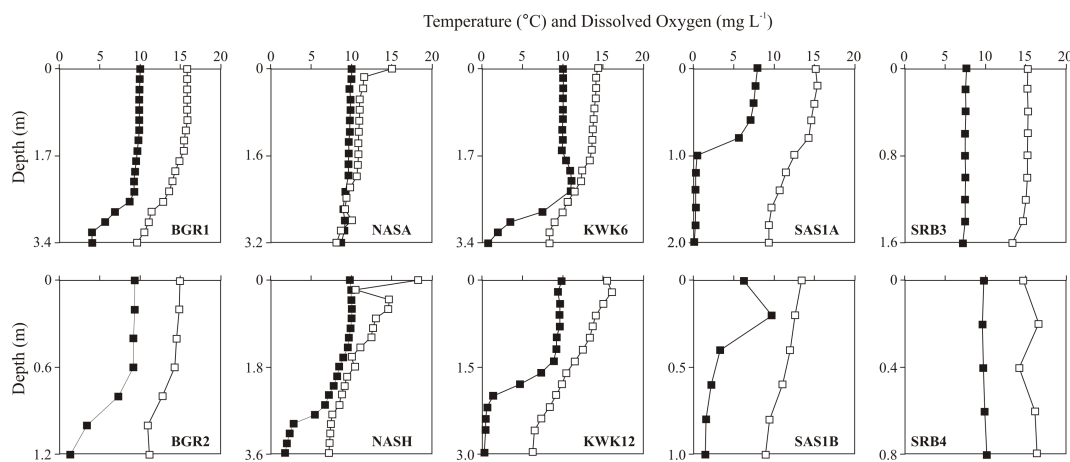 Temperature (°C) and Dissolved Oxygen (mg L⁻¹)
0 5 10 15 20 0 5 10 15 20 0 5 10 15 20 0 5 10 15 20 0 5 10 15 20
Depth (m)
0 1.7 3.4 BGR1
0 1.6 3.2 NASA
0 1.7 3.4 KWK6
0 1.0 2.0 SAS1A
0 0.8 1.6 SRB3
Depth (m)
0 0.6 1.2 BGR2
0 1.8 3.6 NASH
0 1.5 3.0 KWK12
0 0.5 1.0 SAS1B
0 0.4 0.8 SRB4